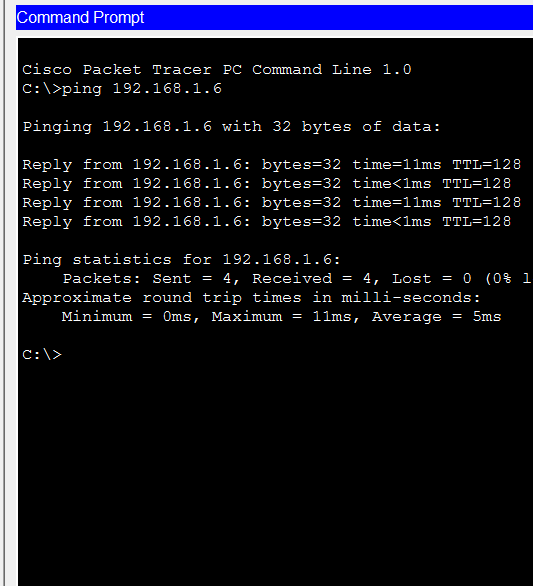 Command Prompt
Cisco Packet Tracer PC Command Line 1.0
C:\>ping 192.168.1.6
Pinging 192.168.1.6 with 32 bytes of data:
Reply from 192.168.1.6: bytes=32 time=11ms TTL=128
Reply from 192.168.1.6: bytes=32 time<1ms TTL=128
Reply from 192.168.1.6: bytes=32 time=11ms TTL=128
Reply from 192.168.1.6: bytes=32 time<1ms TTL=128
Ping statistics for 192.168.1.6:
Packets: Sent = 4, Received = 4, Lost = 0 (0% l
Approximate round trip times in milli-seconds:
Minimum = 0ms, Maximum = 11ms, Average = 5ms
C:\>